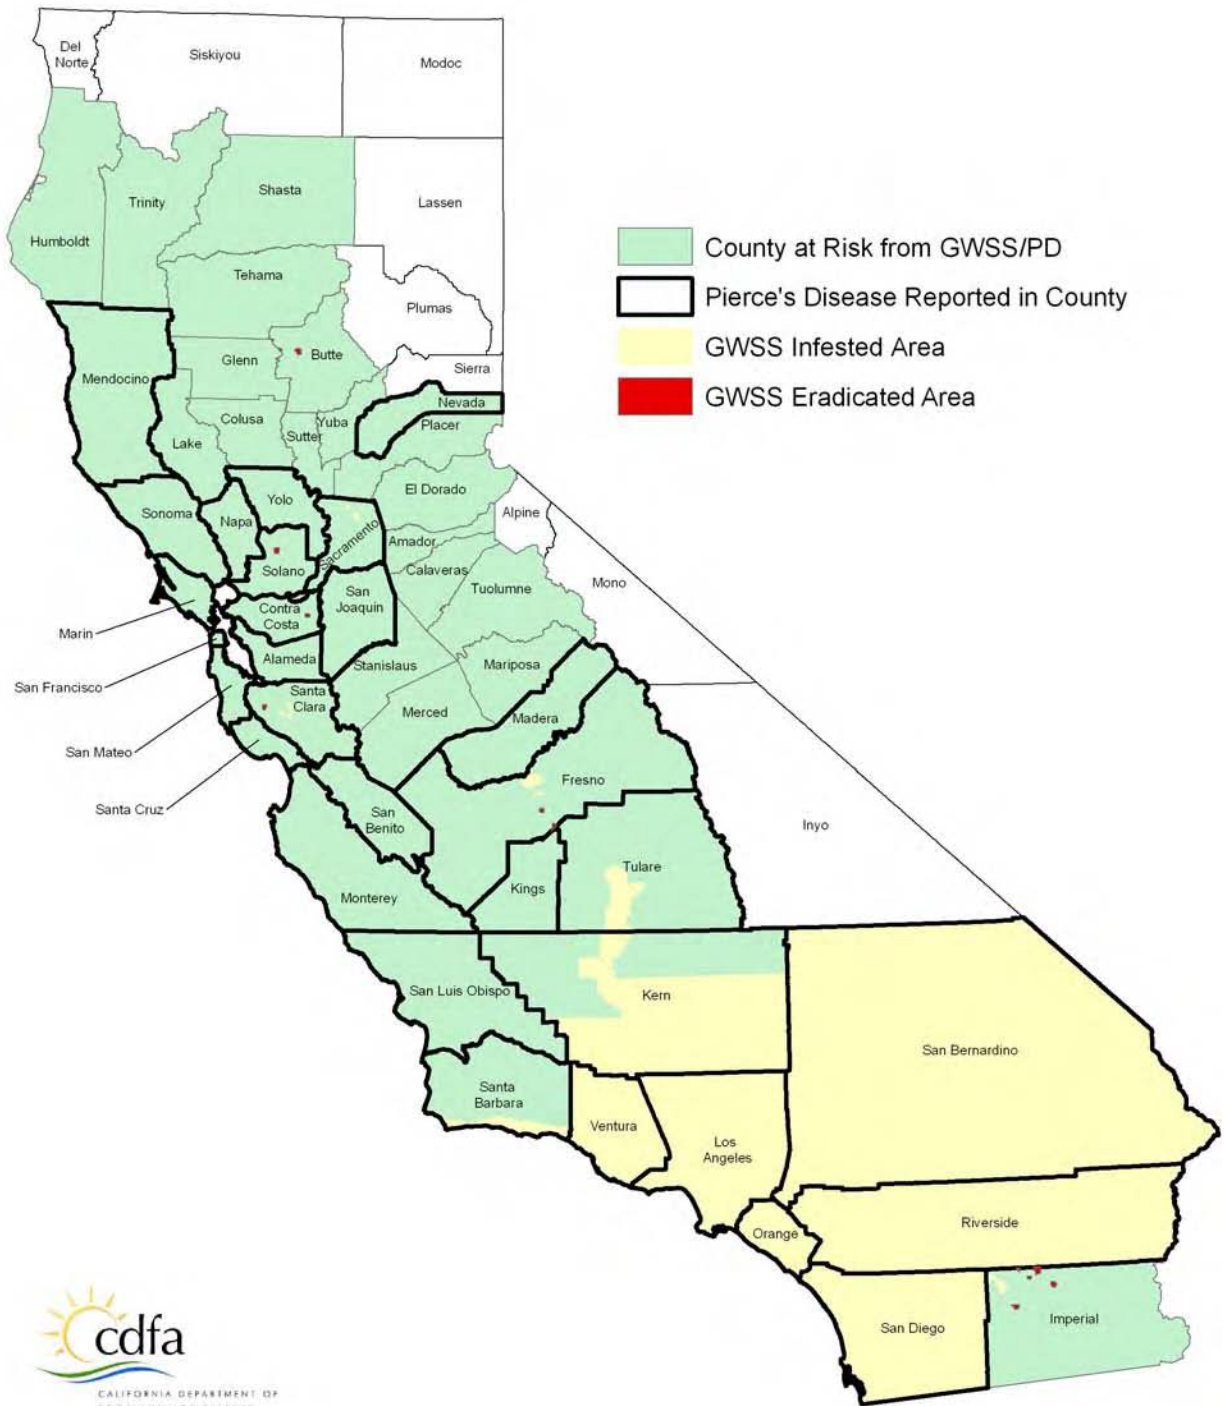 Del
Norte
Siskiyou
Modoc
Trinity
Shasta
Lassen
Humboldt
Tehama
Plumas
County at Risk from GWSS/PD
Pierce's Disease Reported in County
GWSS Infested Area
GWSS Eradicated Area
Mendocino
Glenn
Butte
Sierra
Nevada
Placer
Lake
Colusa
Sutter
Yuba
Sonoma
Napa
Yolo
El Dorado
Sacramento
Alpine
Amador
Solano
Calaveras
Tuolumne
Mono
Marin
Contra
Costa
San
Joaquin
San Francisco
Alameda
Stanislaus
Mariposa
San Mateo
Santa
Clara
Merced
Madera
Santa Cruz
San
Benito
Fresno
Inyo
Monterey
Kings
Tulare
San Luis Obispo
Kern
San Bernardino
Santa
Barbara
Ventura
Los
Angeles
Orange
Riverside
San Diego
Imperial
cdfa
CALIFORNIA DEPARTMENT OF